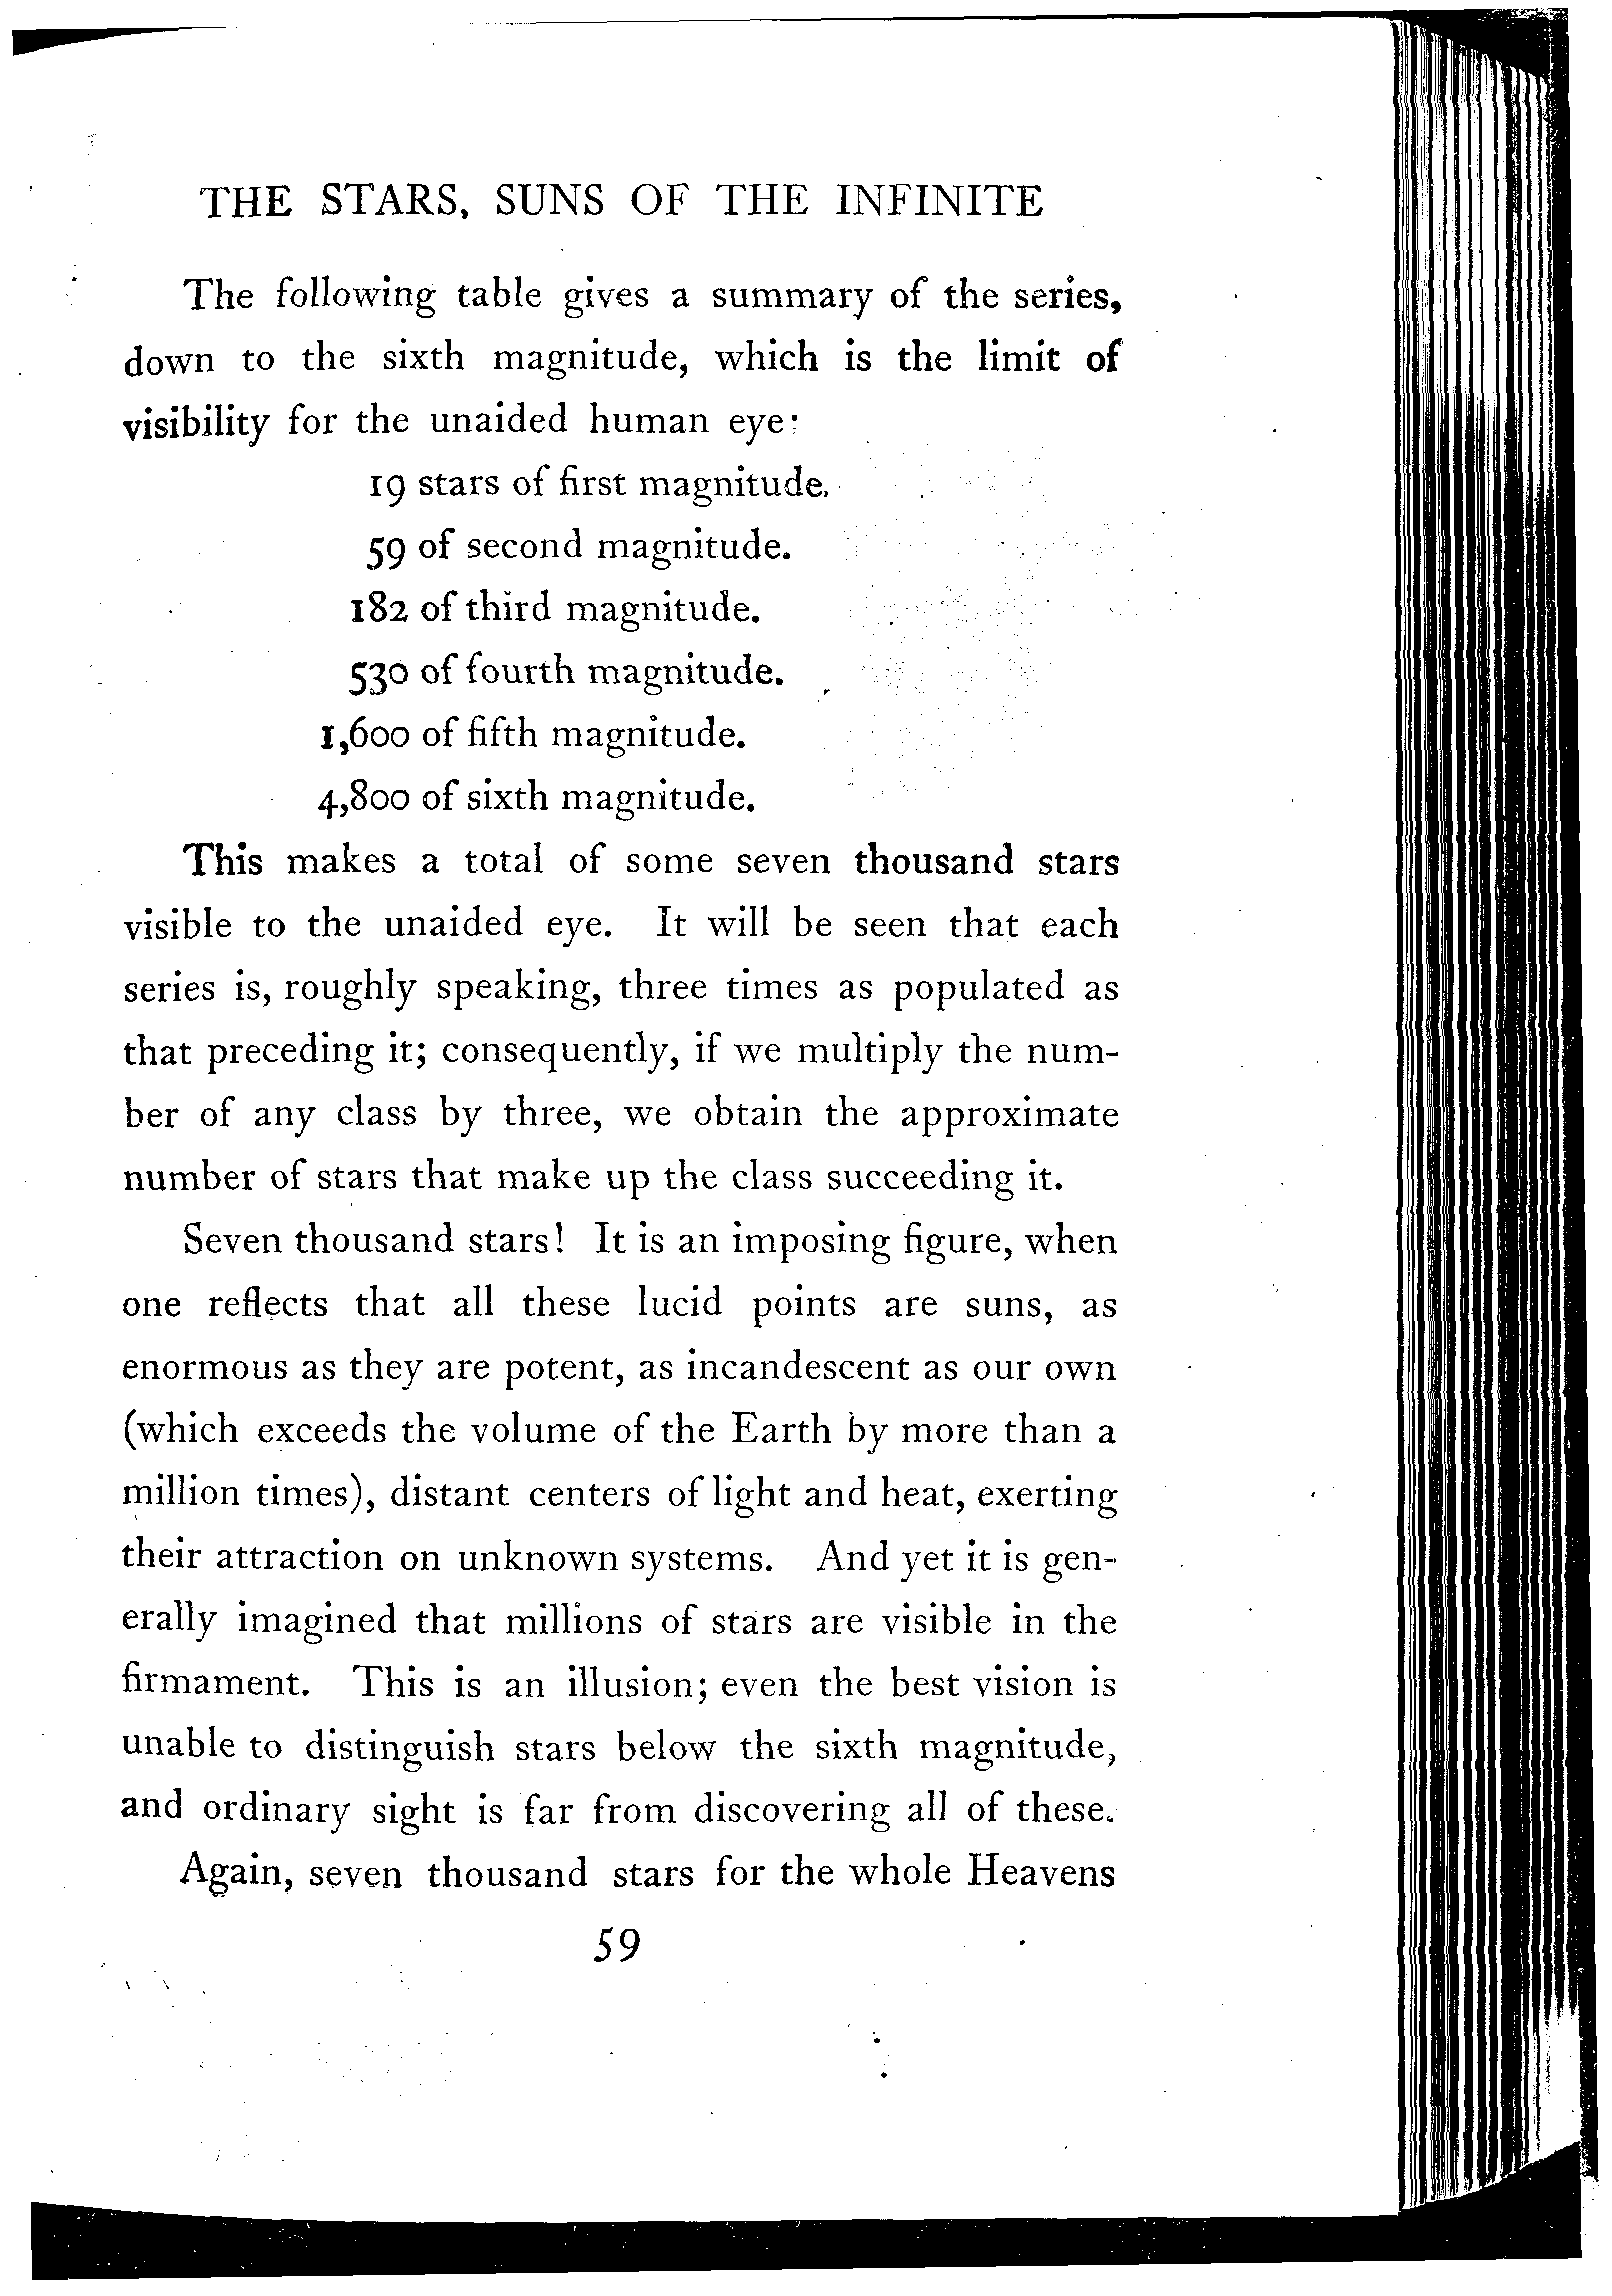 THE STARS, SUNS OF THE INFINITE
The following table gives a summary of the series,
down to the sixth magnitude, which is the limit of
visibility for the unaided human eye:
19 stars of first magnitude.
59 of second magnitude.
182 of third magnitude.
530 of fourth magnitude.
1,600 of fifth magnitude.
4,800 of sixth magnitude.
This makes a total of some seven thousand stars
visible to the unaided eye. It will be seen that each
series is, roughly speaking, three times as populated as
that preceding it; consequently, if we multiply the num-
ber of any class by three, we obtain the approximate
number of stars that make up the class succeeding it.
Seven thousand stars! It is an imposing figure, when
one reflects that all these lucid points are suns, as
enormous as they are potent, as incandescent as our own
(which exceeds the volume of the Earth by more than a
million times), distant centers of light and heat, exerting
their attraction on unknown systems. And yet it is gen-
erally imagined that millions of stars are visible in the
firmament. This is an illusion; even the best vision is
unable to distinguish stars below the sixth magnitude,
and ordinary sight is far from discovering all of these.
Again, seven thousand stars for the whole Heavens
59